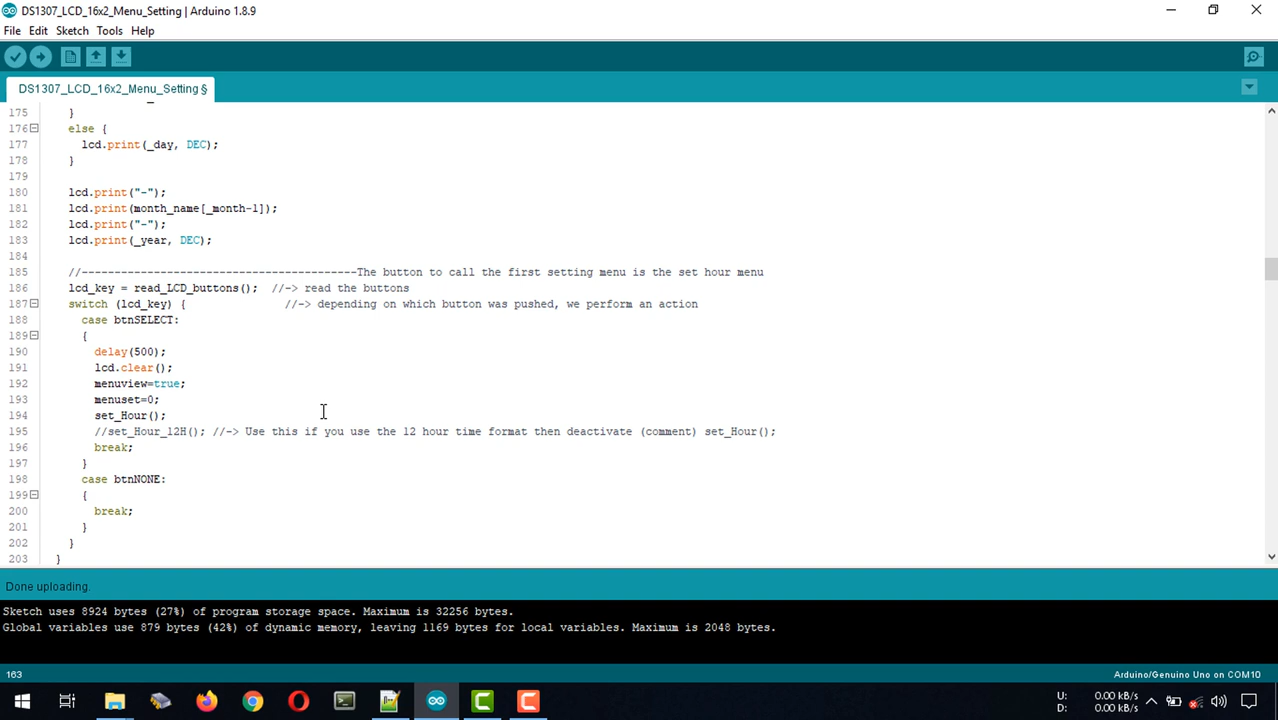 DS1307_LCD_16x2_Menu_Setting | Arduino 1.8.9
File Edit Sketch Tools Help
DS1307_LCD_16x2_Menu_Setting §
175 }
176 else {
177 lcd.print(_day, DEC);
178 }
179
180 lcd.print("-");
181 lcd.print(month_name[_month-1]);
182 lcd.print("-");
183 lcd.print(_year, DEC);
184
185 //------------------------------------------The button to call the first setting menu is the set hour menu
186 lcd_key = read_LCD_buttons(); //-> read the buttons
187 switch (lcd_key) { //-> depending on which button was pushed, we perform an action
188 case btnSELECT:
189 {
190 delay(500);
191 lcd.clear();
192 menuview=true;
193 menuset=0;
194 set_Hour();
195 //set_Hour_12H(); //-> Use this if you use the 12 hour time format then deactivate (comment) set_Hour();
196 break;
197 }
198 case btnNONE:
199 {
200 break;
201 }
202 }
203 }
Done uploading.
Sketch uses 8924 bytes (27%) of program storage space. Maximum is 32256 bytes.
Global variables use 879 bytes (42%) of dynamic memory, leaving 1169 bytes for local variables. Maximum is 2048 bytes.
163 Arduino/Genuino Uno on COM10
U: 0.00 kB/s
D: 0.00 kB/s